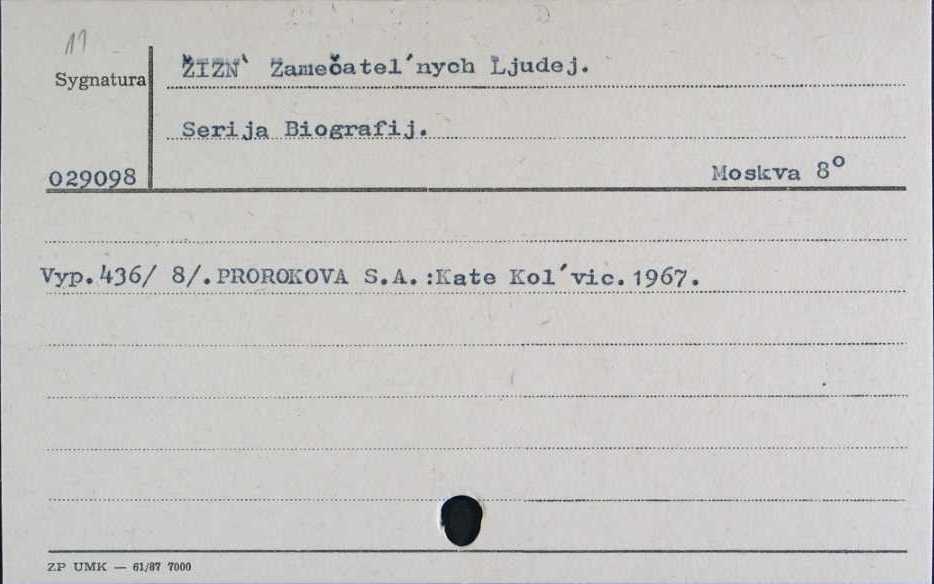 11
Sygnatura
ŽIZN` Zamečatel´nych Ljudej.
Serija Biografij.
029098
Moskva 8°
Vyp.436/ 8/.PROROKOVA S.A.:Kate Kol´vic.1967.
ZP UMK — 61/87 7000